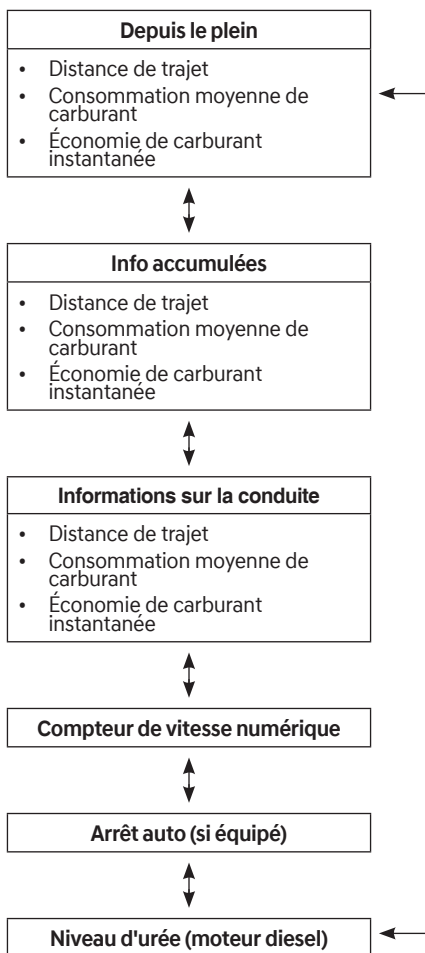 Depuis le plein
• Distance de trajet
• Consommation moyenne de
carburant
• Économie de carburant
instantanée
Info accumulées
• Distance de trajet
• Consommation moyenne de
carburant
• Économie de carburant
instantanée
Informations sur la conduite
• Distance de trajet
• Consommation moyenne de
carburant
• Économie de carburant
instantanée
Compteur de vitesse numérique
Arrêt auto (si équipé)
Niveau d'urée (moteur diesel)